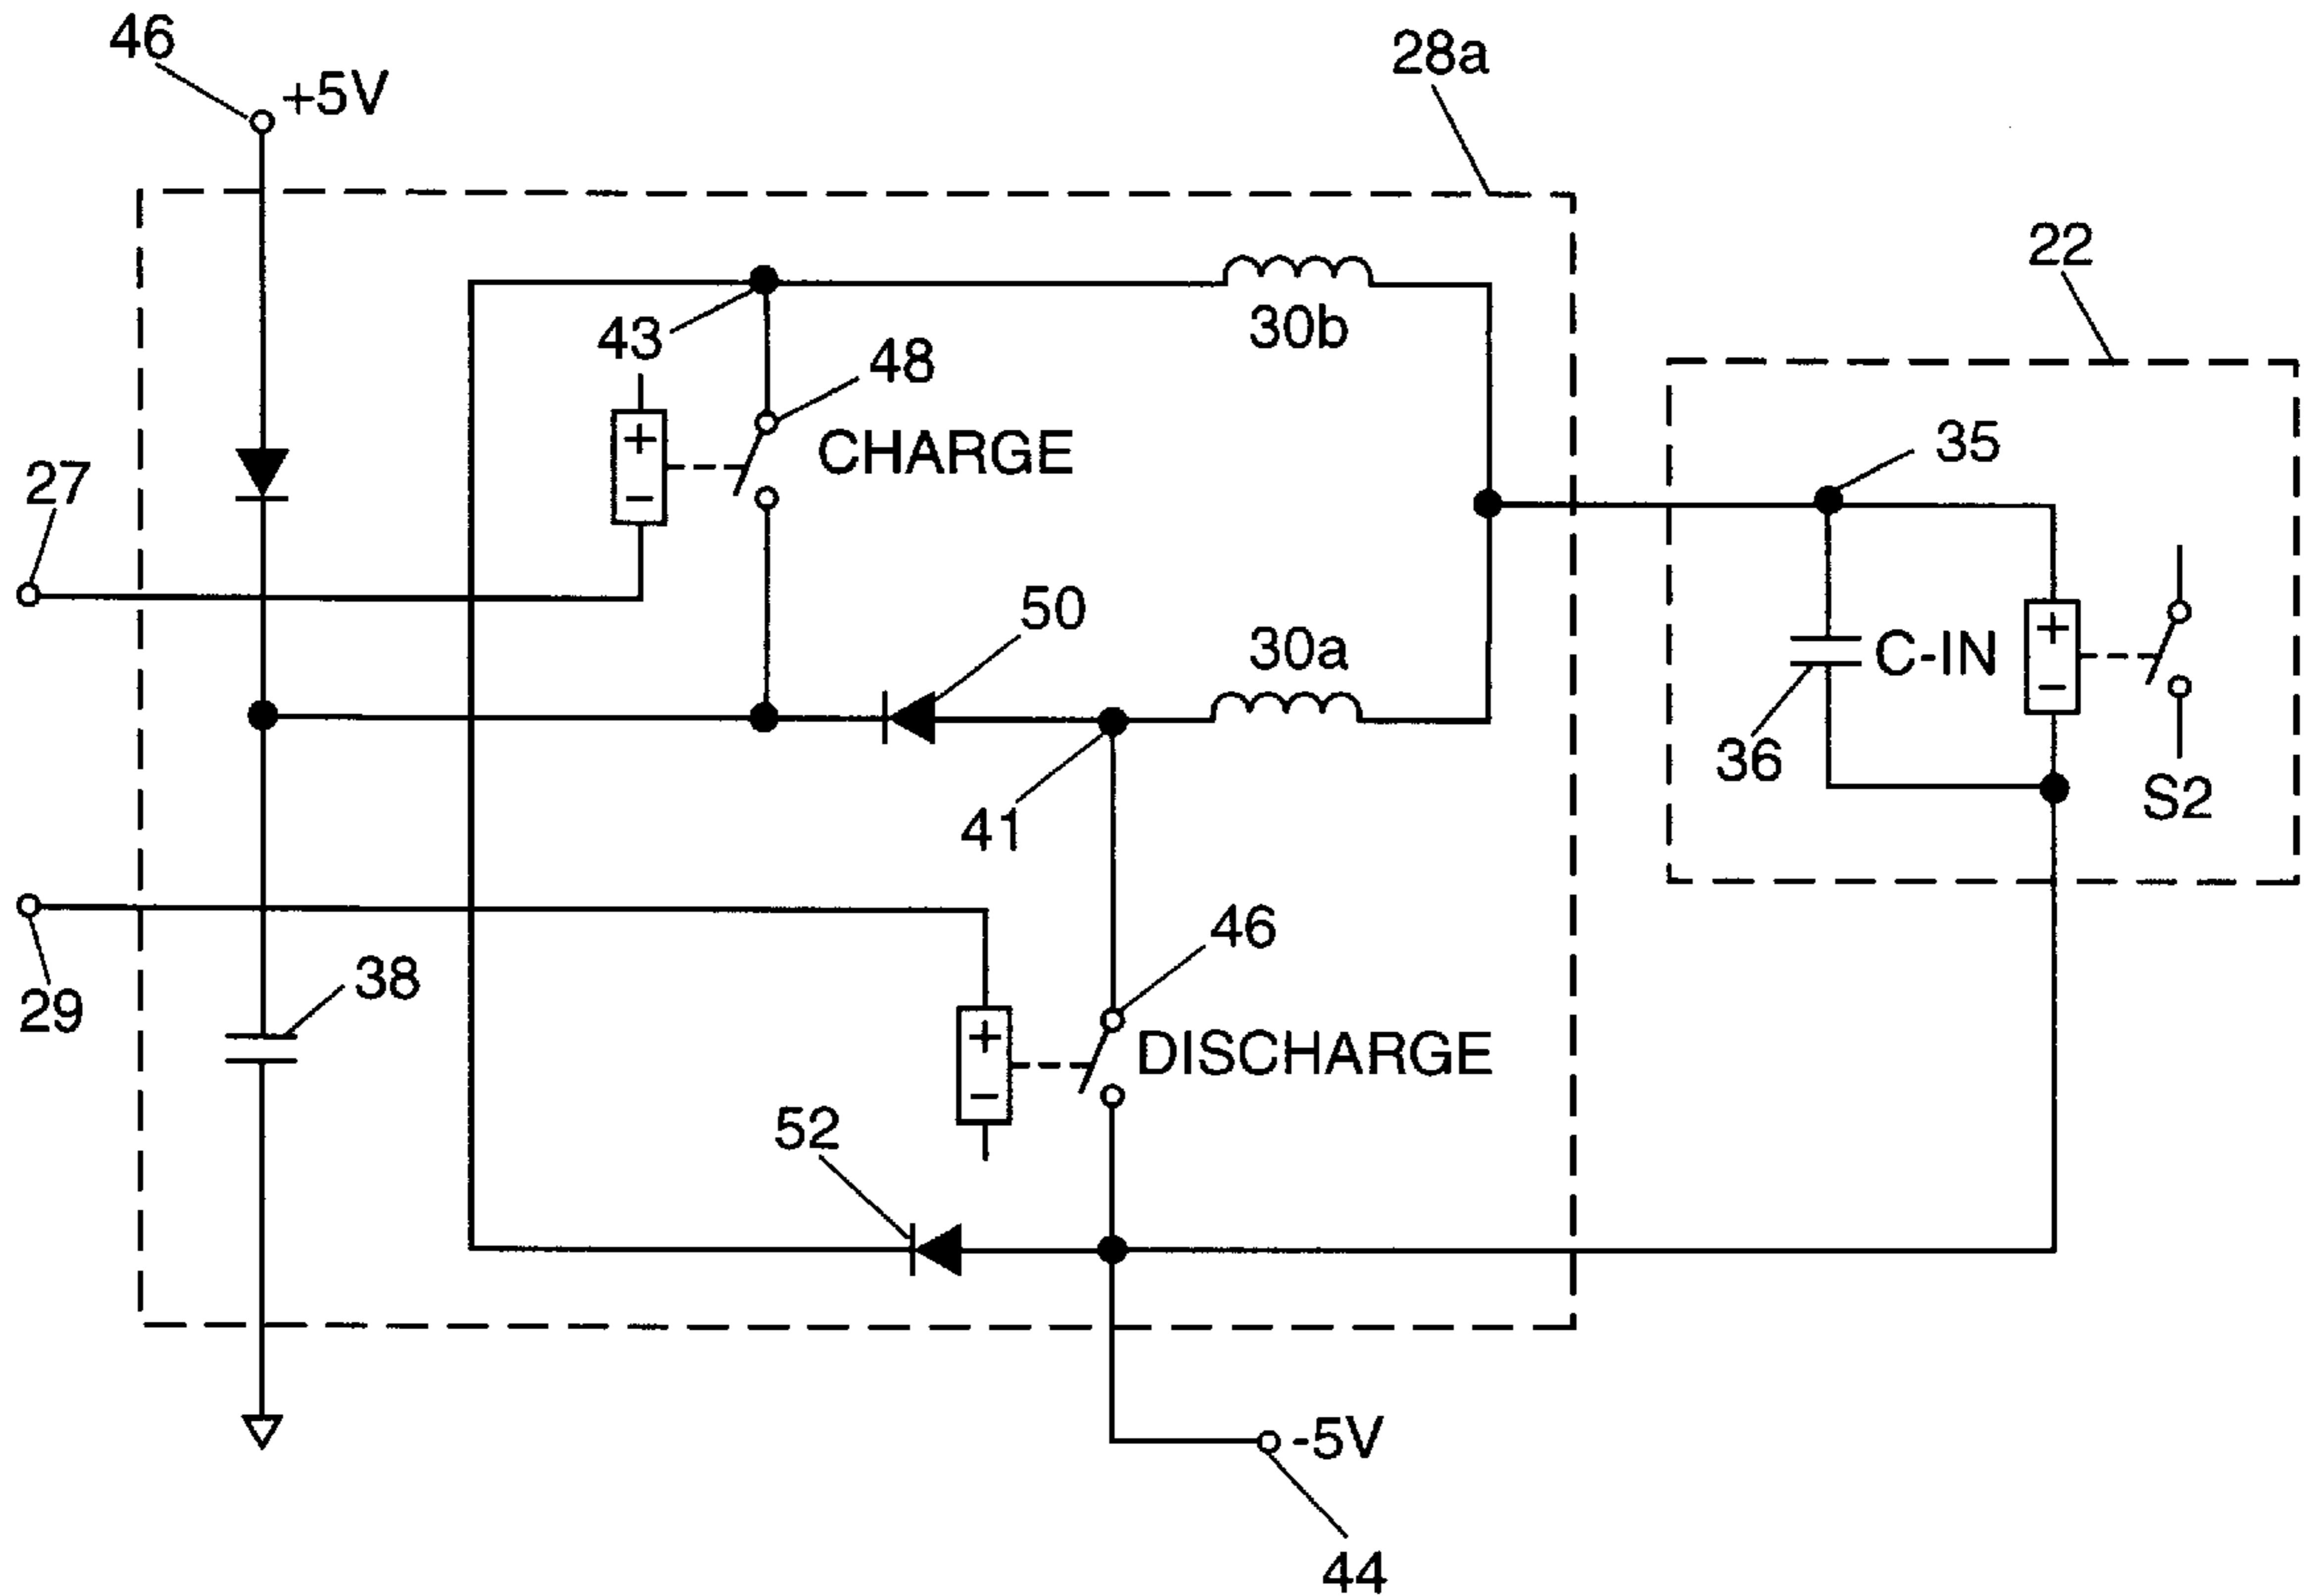 46
+5V
28a
22
43
30b
48
35
CHARGE
+
−
27
50
30a
C-IN
+
−
36
41
S2
46
38
29
+
−
DISCHARGE
52
-5V
44